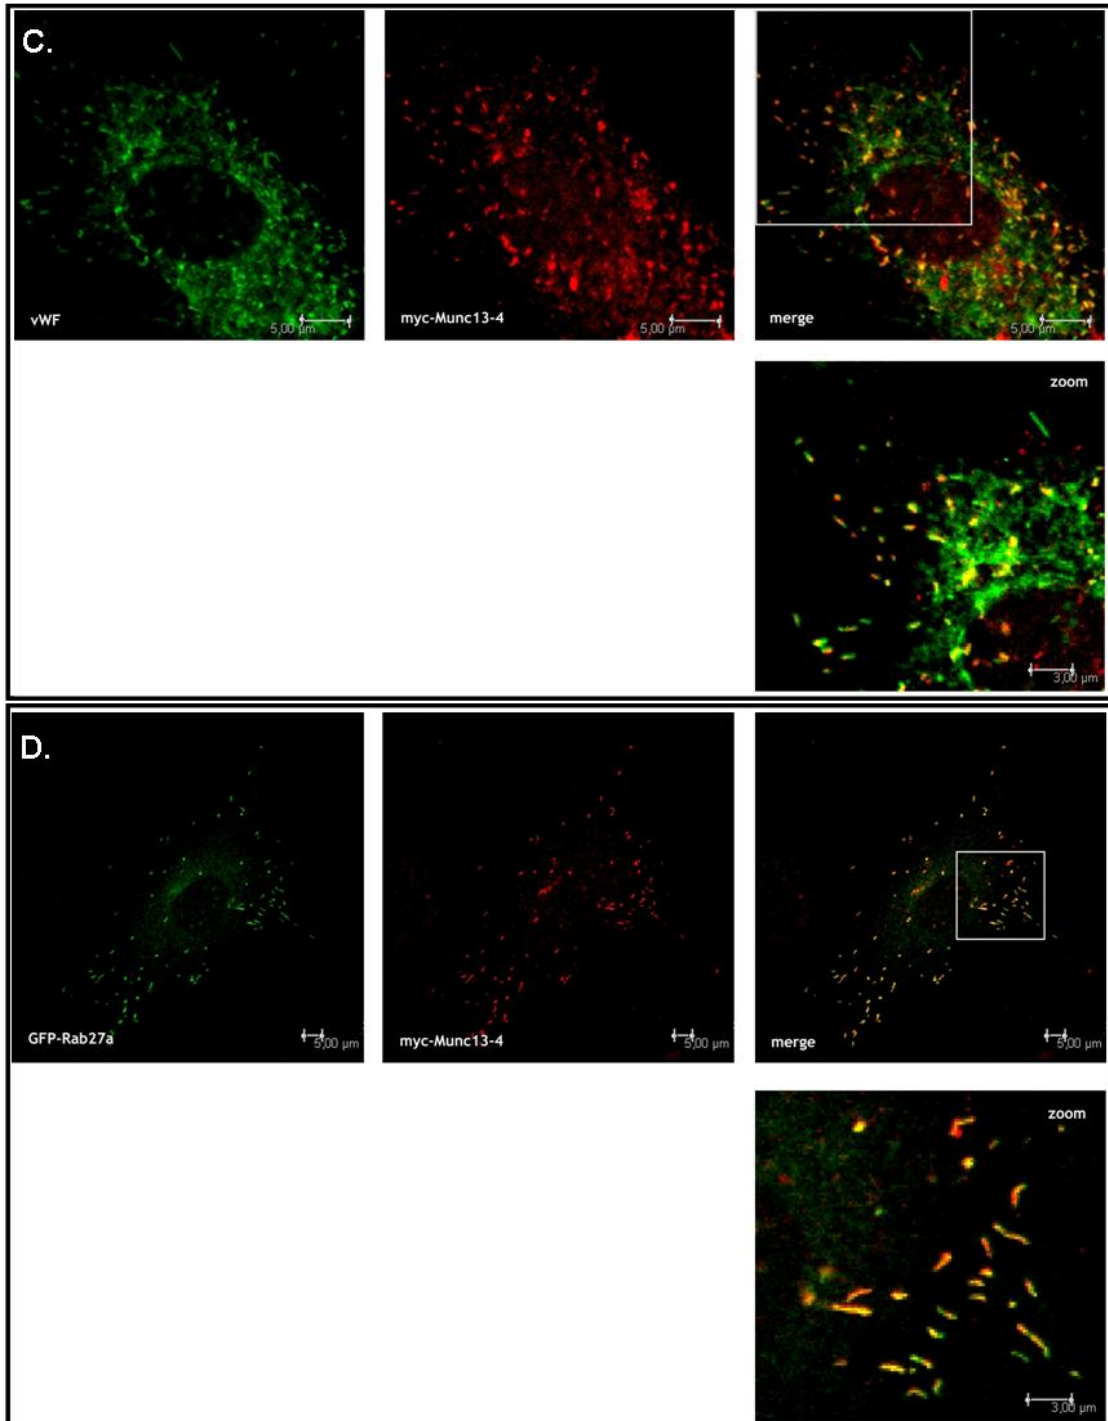 C.
vWF
5,00 µm
myc-Munc13-4
5,00 µm
merge
5,00 µm
zoom
3,00 µm
D.
GFP-Rab27a
5,00 µm
myc-Munc13-4
5,00 µm
merge
5,00 µm
zoom
3,00 µm